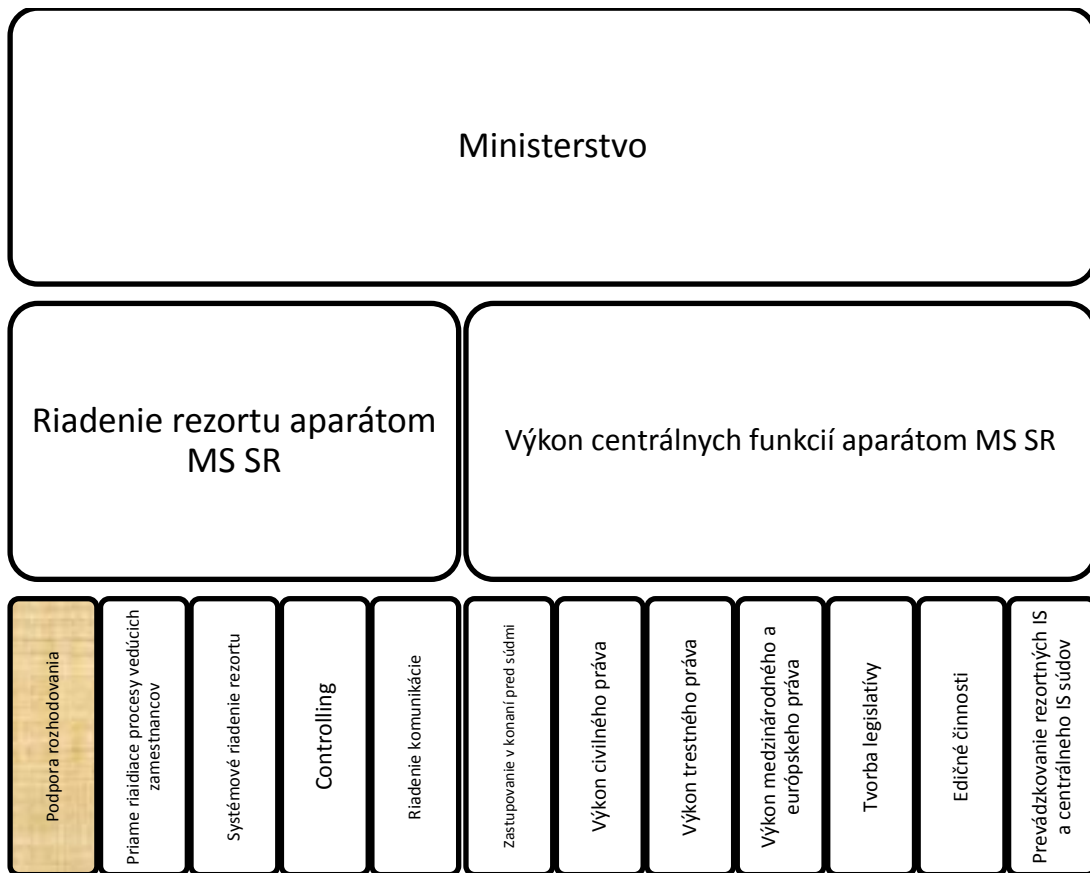 Ministerstvo
Riadenie rezortu aparátom
MS SR
Výkon centrálnych funkcií aparátom MS SR
Podpora rozhodovania
Priame riaidiace procesy vedúcich
zamestnancov
Systémové riadenie rezortu
Controlling
Riadenie komunikácie
Zastupovanie v konaní pred súdmi
Výkon civilného práva
Výkon trestného práva
Výkon medzinárodného a
európskeho práva
Tvorba legislatívy
Edičné činnosti
Prevádzkovanie rezortných IS
a centrálneho IS súdov